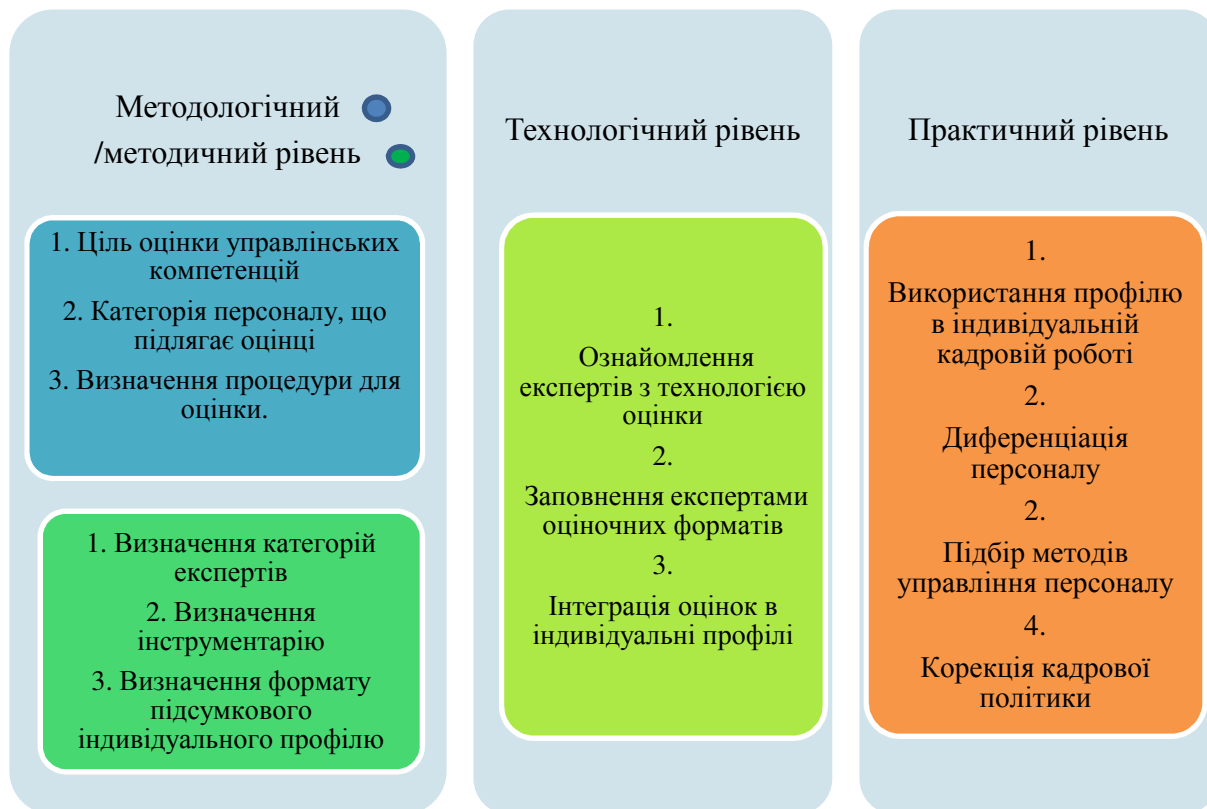 Методологічний
/методичний рівень
1. Ціль оцінки управлінських
компетенцій
2. Категорія персоналу, що
підлягає оцінці
3. Визначення процедури для
оцінки.
1. Визначення категорій
експертів
2. Визначення
інструментарію
3. Визначення формату
підсумкового
індивідуального профілю
Технологічний рівень
1.
Ознайомлення
експертів з технологією
оцінки
2.
Заповнення експертами
оціночних форматів
3.
Інтеграція оцінок в
індивідуальні профілі
Практичний рівень
1.
Використання профілю
в індивідуальній
кадровій роботі
2.
Диференціація
персоналу
2.
Підбір методів
управління персоналу
4.
Корекція кадрової
політики